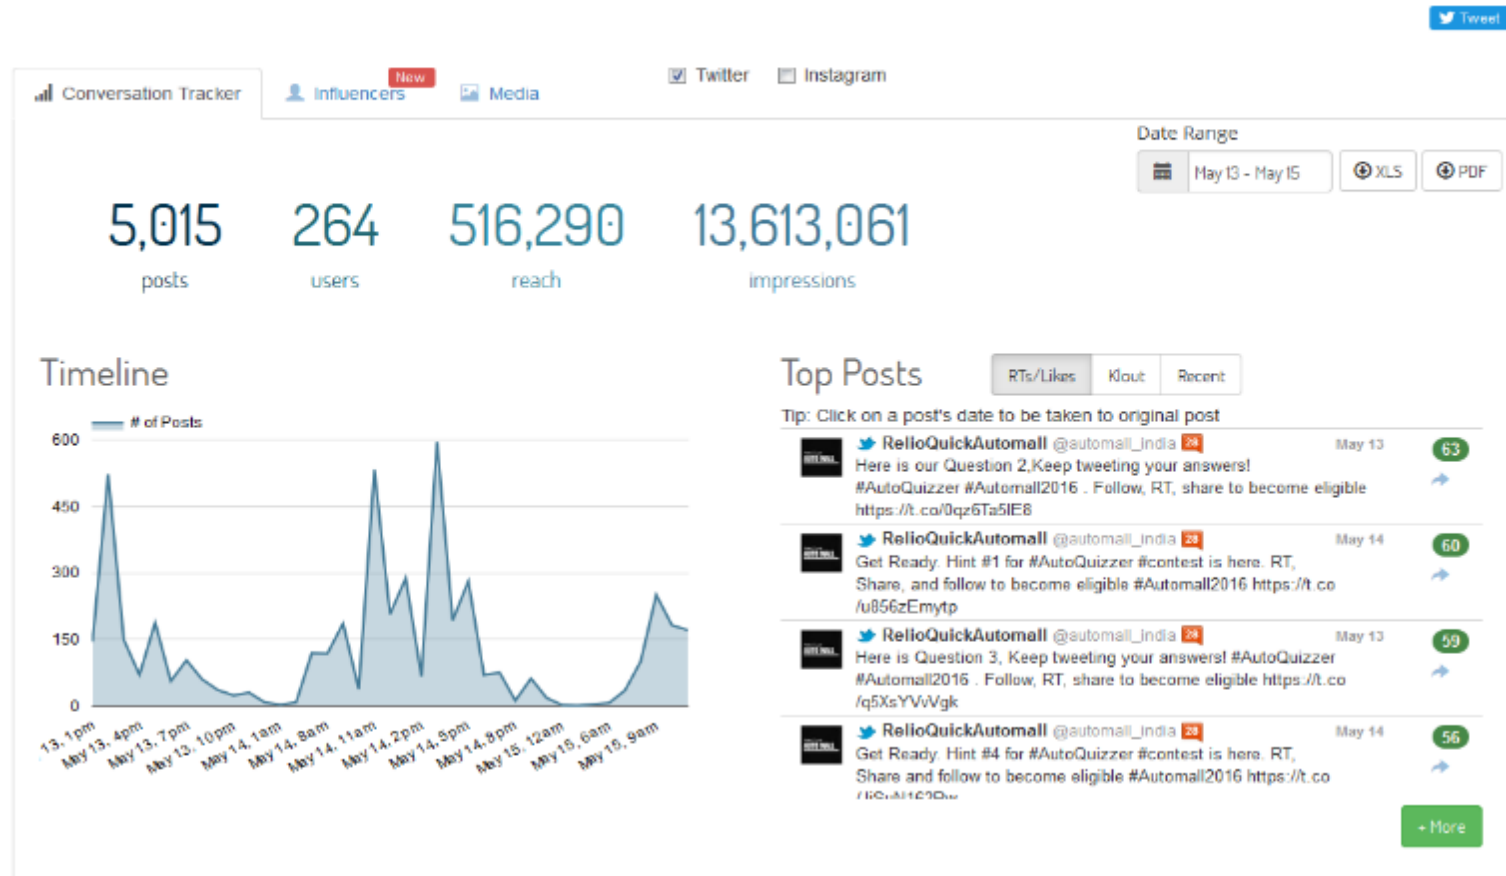 Tweet
Conversation Tracker
Influencers
New
Media
Twitter
Instagram
Date Range
May 13 - May 15
XLS
PDF
5,015
posts
264
users
516,290
reach
13,613,061
impressions
Timeline
# of Posts
600
450
300
150
0
13, 1pm
May 13, 4pm
May 13, 7pm
May 13, 10pm
May 14, 1am
May 14, 8am
May 14, 11am
May 14, 2pm
May 14, 5pm
May 14, 8pm
May 15, 12am
May 15, 6am
May 15, 9am
Top Posts
RTs/Likes
Klout
Recent
Tip: Click on a post's date to be taken to original post
RelioQuickAutomall @automall_india 28 May 13 63
Here is our Question 2,Keep tweeting your answers!
#AutoQuizzer #Automall2016 . Follow, RT, share to become eligible
https://t.co/0qz6Ta5IE8
RelioQuickAutomall @automall_india 28 May 14 60
Get Ready. Hint #1 for #AutoQuizzer #contest is here. RT,
Share, and follow to become eligible #Automall2016 https://t.co
/u856zEmytp
RelioQuickAutomall @automall_india 28 May 13 59
Here is Question 3, Keep tweeting your answers! #AutoQuizzer
#Automall2016 . Follow, RT, share to become eligible https://t.co
/q5XsYVvVgk
RelioQuickAutomall @automall_india 28 May 14 56
Get Ready. Hint #4 for #AutoQuizzer #contest is here. RT,
Share and follow to become eligible #Automall2016 https://t.co
+ More